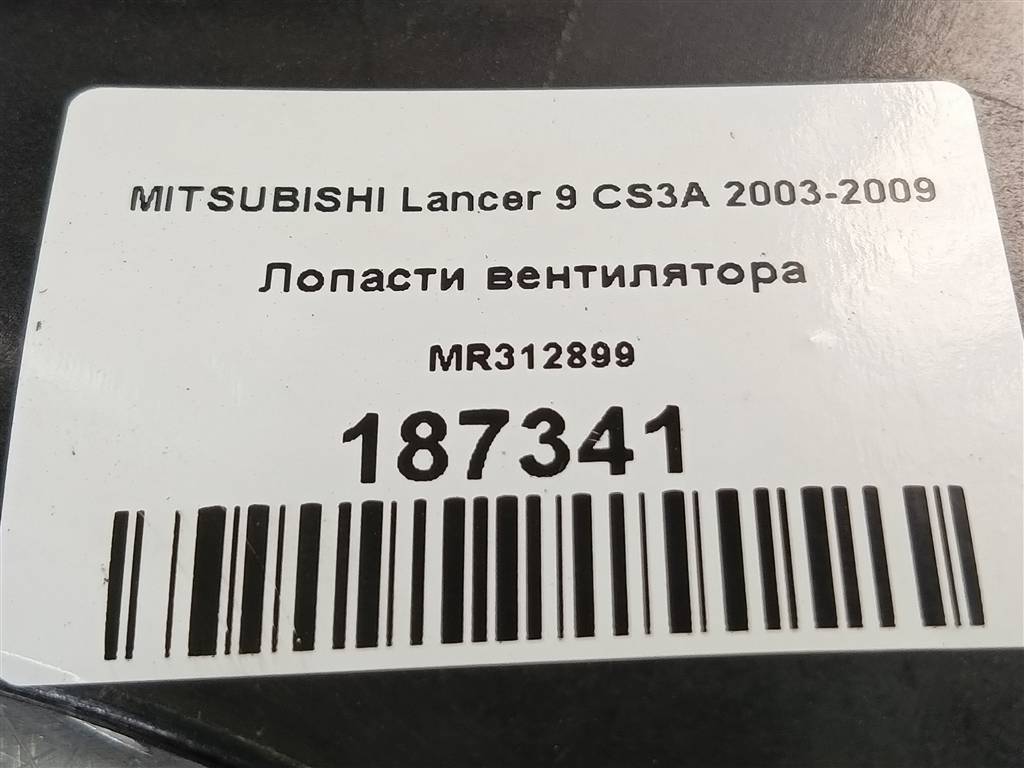 MITSUBISHI Lancer 9 CS3A 2003-2009
Лопасти вентилятора
MR312899
187341